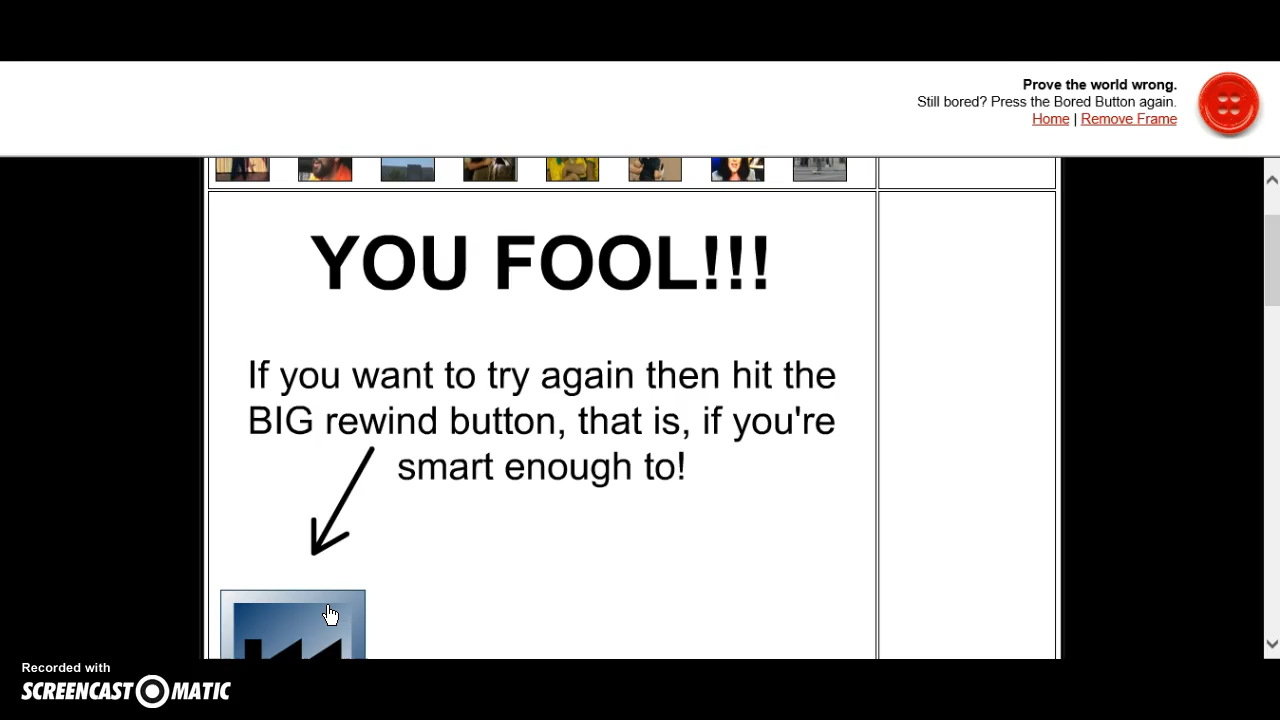 Prove the world wrong.
Still bored? Press the Bored Button again.
Home | Remove Frame
YOU FOOL!!!
If you want to try again then hit the
BIG rewind button, that is, if you're
smart enough to!
Recorded with
SCREENCAST MATIC